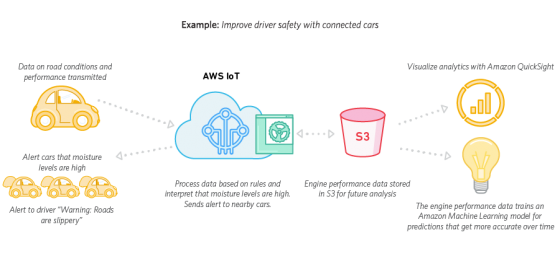 Example: Improve driver safety with connected cars
Data on road conditions and
performance transmitted
AWS IoT
Visualize analytics with Amazon QuickSight
S3
Alert cars that moisture
levels are high
Process data based on rules and
interpret that moisture levels are high.
Sends alert to nearby cars.
Engine performance data stored
in S3 for future analysis
Alert to driver “Warning: Roads
are slippery”
The engine performance data trains an
Amazon Machine Learning model for
predictions that get more accurate over time